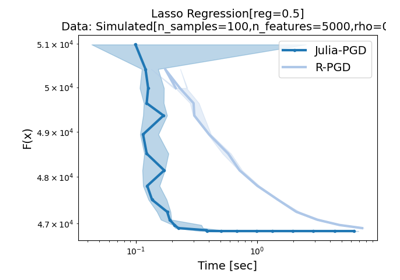 Lasso Regression[reg=0.5]
Data: Simulated[n_samples=100,n_features=5000,rho=0
5.1 × 10⁴
5 × 10⁴
4.9 × 10⁴
4.8 × 10⁴
4.7 × 10⁴
F(x)
Julia-PGD
R-PGD
10⁻¹
10⁰
Time [sec]